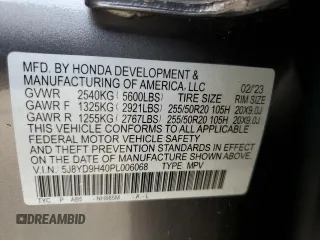 MFD. BY HONDA DEVELOPMENT &
MANUFACTURING OF AMERICA, LLC 02/'23
GVWR 2540KG( 5600LBS) TIRE SIZE RIM SIZE
GAWR F 1325KG( 2921LBS) 255/50R20 105H 20X9.0J
GAWR R 1255KG( 2767LBS) 255/50R20 105H 20X9.0J
THIS VEHICLE CONFORMS TO ALL APPLICABLE
FEDERAL MOTOR VEHICLE SAFETY
AND THEFT PREVENTION STANDARDS IN EFFECT ON
THE DATE OF MANUFACTURE SHOWN ABOVE.
V.I.N.: 5J8YD9H40PL006068 TYPE: MPV
TYC P A-L
DREAMBID.COM